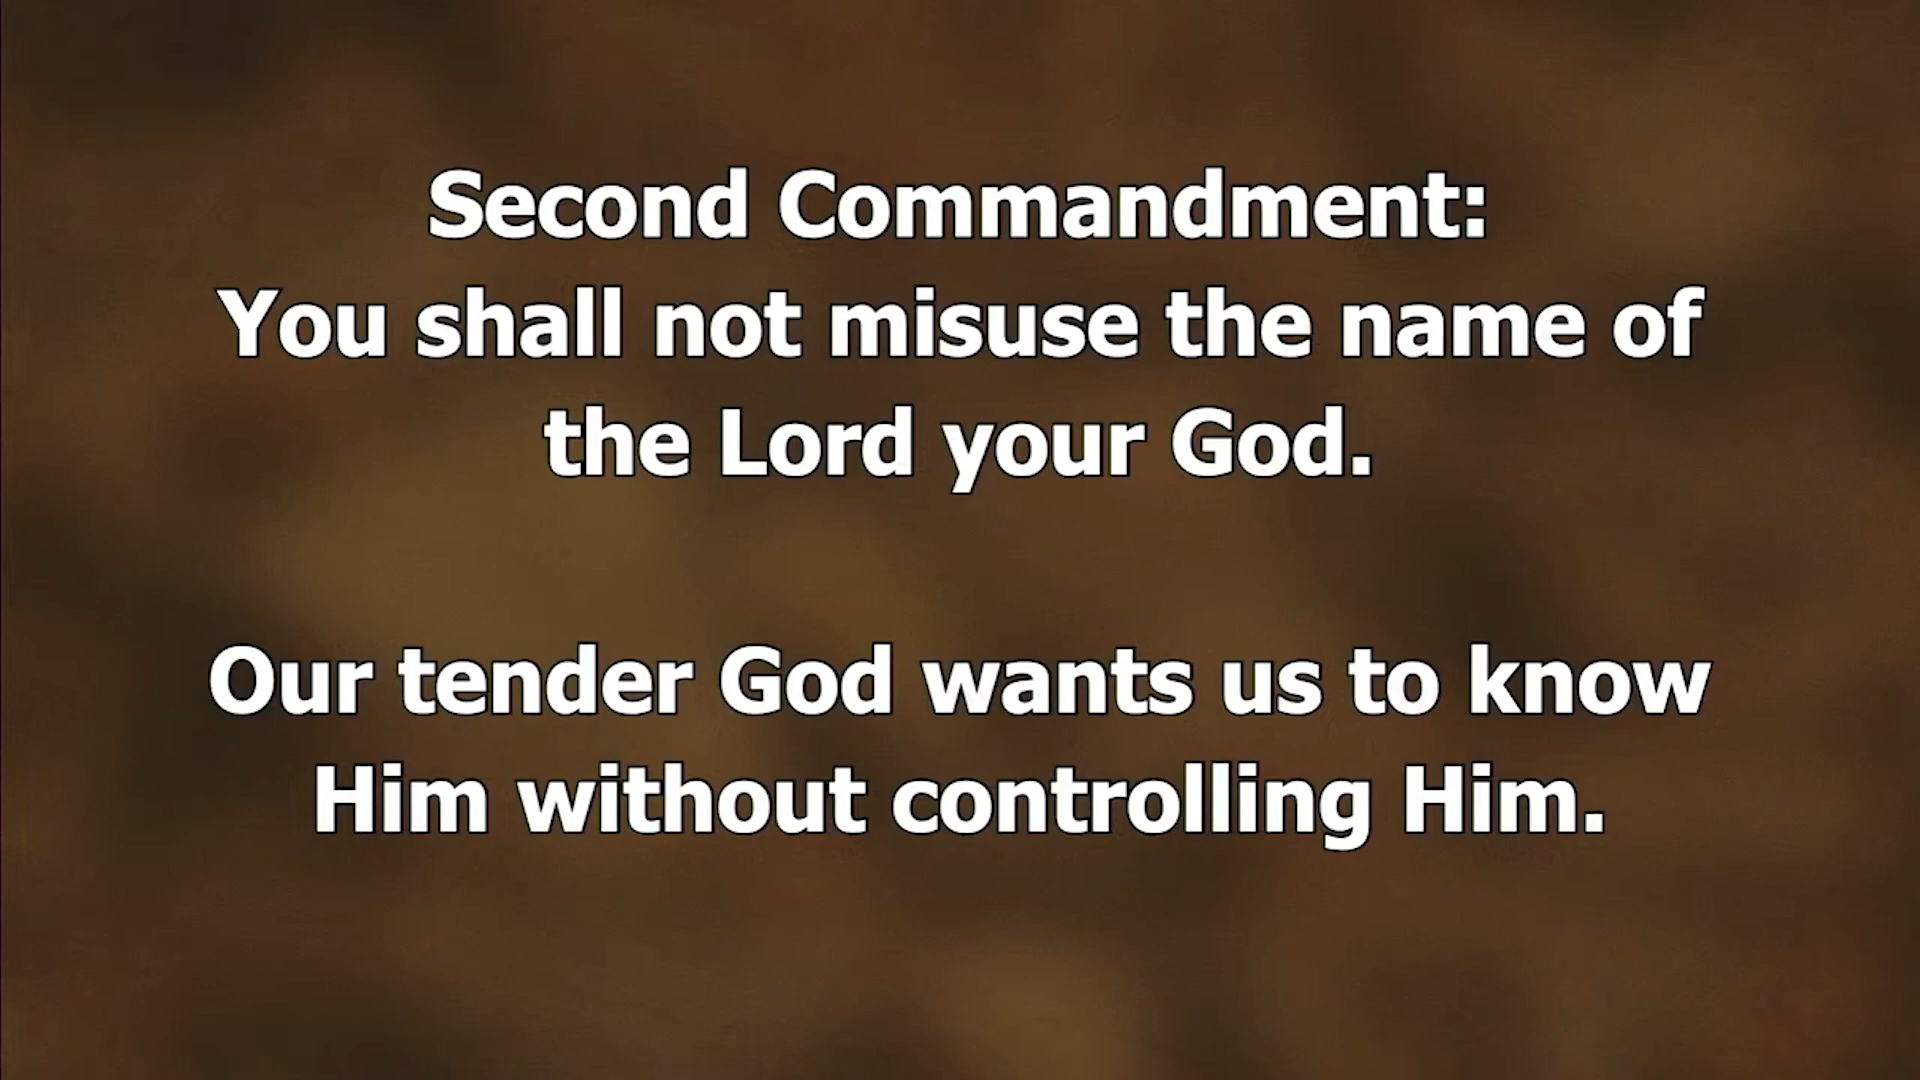 Second Commandment:
You shall not misuse the name of
the Lord your God.
Our tender God wants us to know
Him without controlling Him.